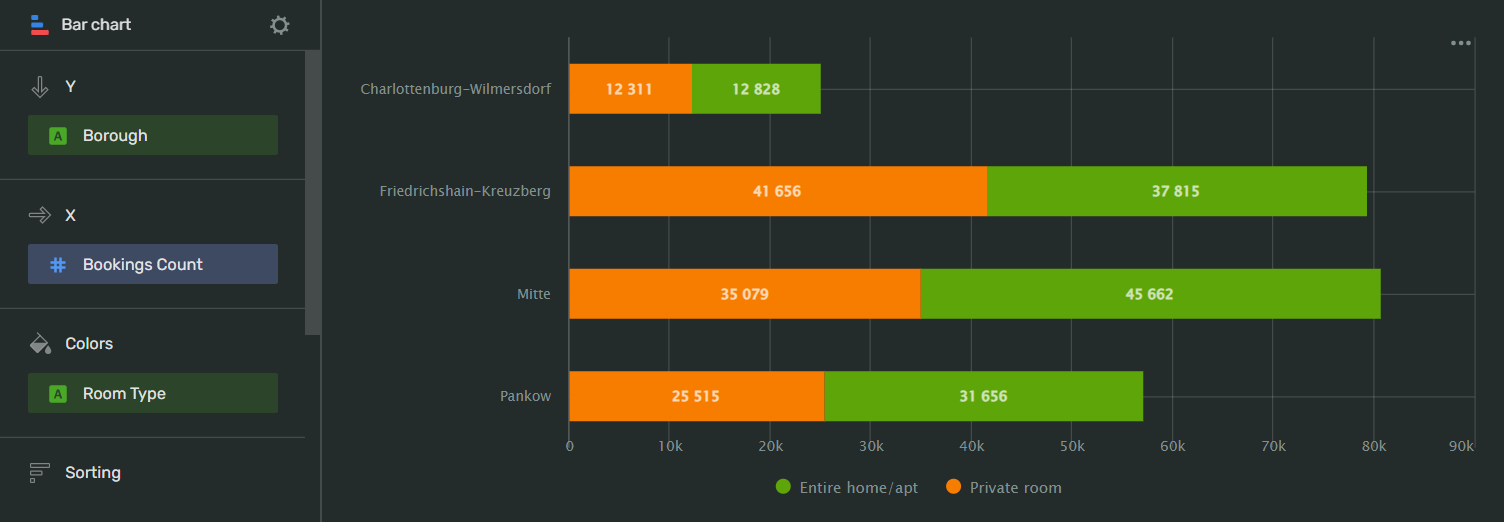 Bar chart
Y
A Borough
X
# Bookings Count
Colors
A Room Type
Sorting
Charlottenburg-Wilmersdorf 12 311 12 828
Friedrichshain-Kreuzberg 41 656 37 815
Mitte 35 079 45 662
Pankow 25 515 31 656
0 10k 20k 30k 40k 50k 60k 70k 80k 90k
Entire home/apt Private room